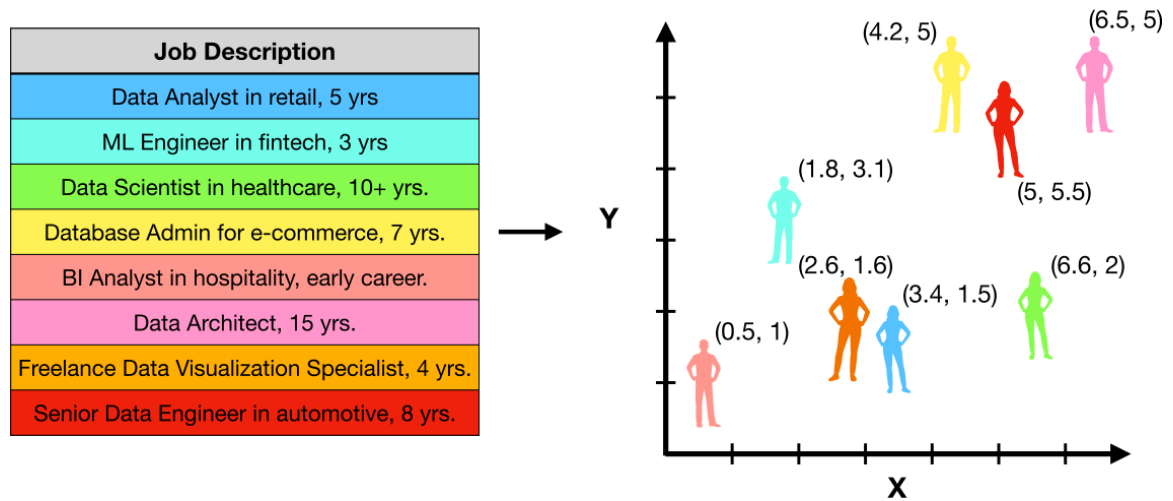 Job Description
Data Analyst in retail, 5 yrs
ML Engineer in fintech, 3 yrs
Data Scientist in healthcare, 10+ yrs.
Database Admin for e-commerce, 7 yrs.
BI Analyst in hospitality, early career.
Data Architect, 15 yrs.
Freelance Data Visualization Specialist, 4 yrs.
Senior Data Engineer in automotive, 8 yrs.
(6.5, 5)
(4.2, 5)
(1.8, 3.1)
(5, 5.5)
Y
(2.6, 1.6)
(6.6, 2)
(3.4, 1.5)
(0.5, 1)
X